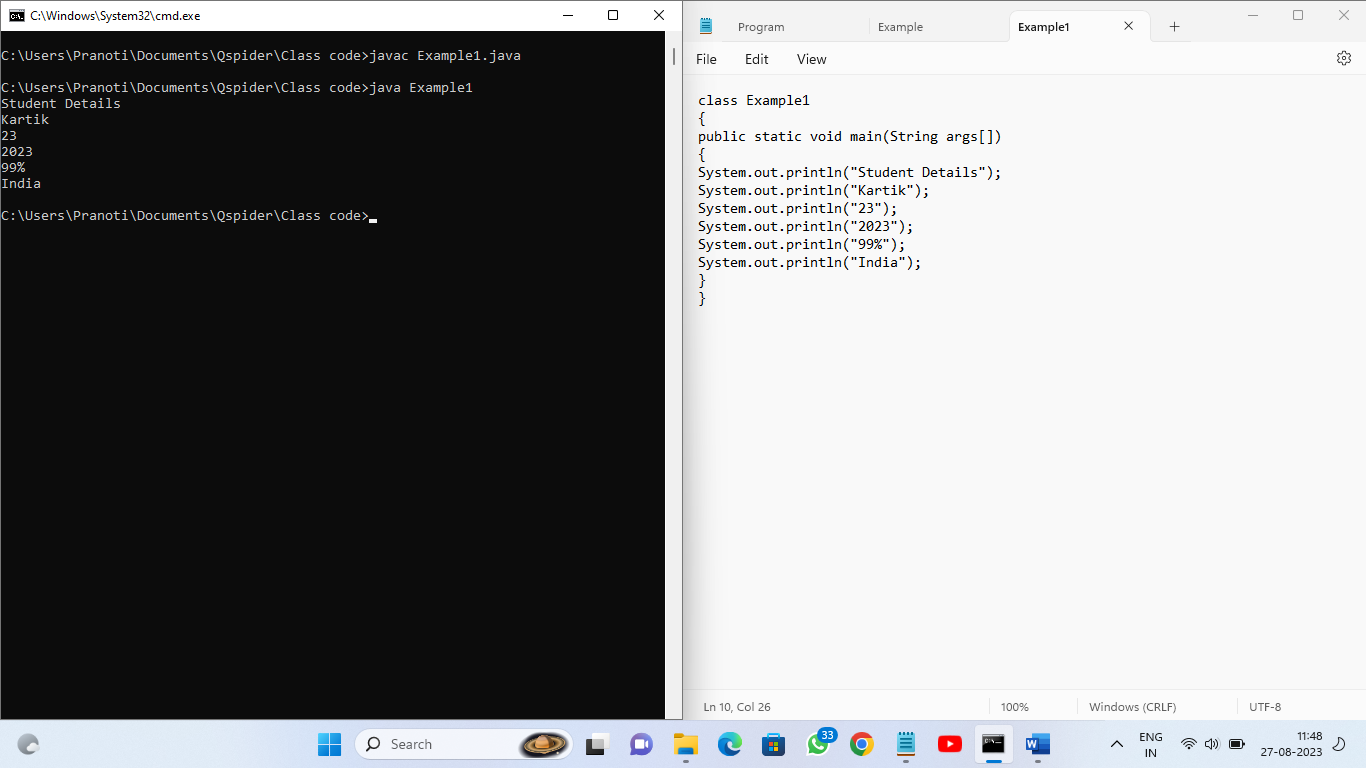 C:\Windows\System32\cmd.exe
C:\Users\Pranoti\Documents\Qspider\Class code>javac Example1.java
C:\Users\Pranoti\Documents\Qspider\Class code>java Example1
Student Details
Kartik
23
2023
99%
India
C:\Users\Pranoti\Documents\Qspider\Class code>
Program Example Example1
File Edit View
class Example1
{
public static void main(String args[])
{
System.out.println("Student Details");
System.out.println("Kartik");
System.out.println("23");
System.out.println("2023");
System.out.println("99%");
System.out.println("India");
}
}
Ln 10, Col 26 100% Windows (CRLF) UTF-8
Search
33
ENG
IN
11:48
27-08-2023